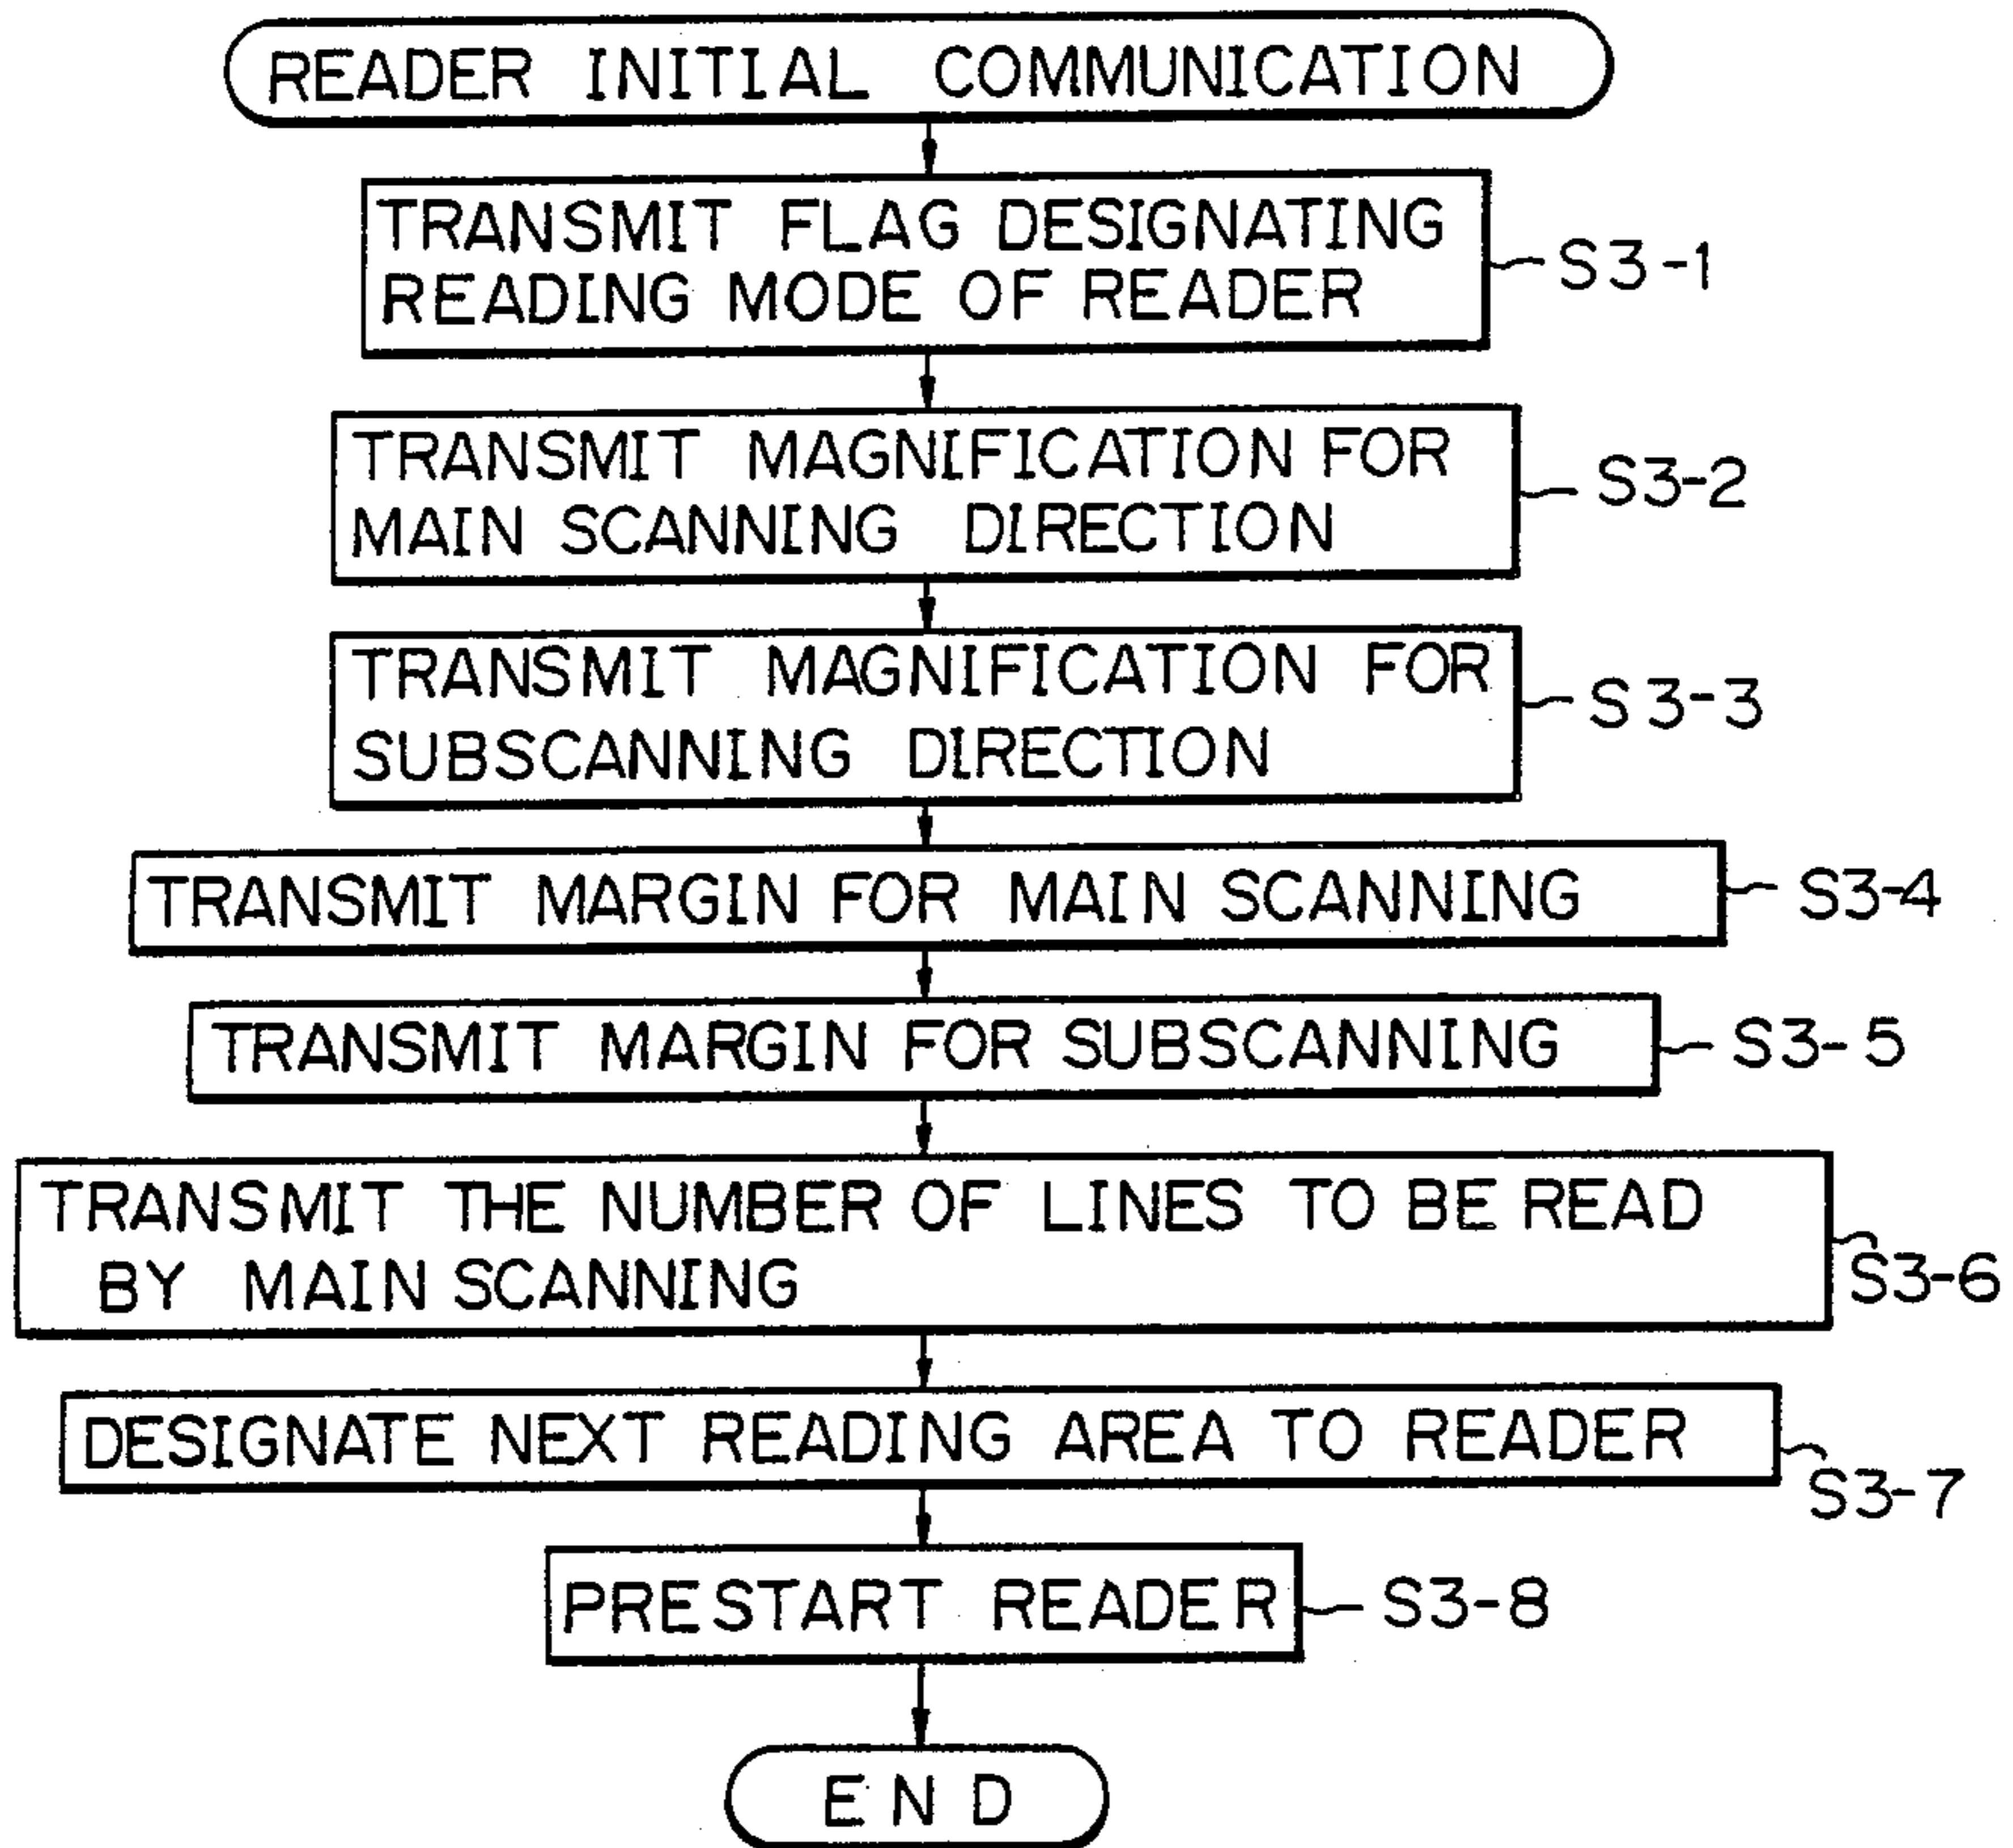 READER INITIAL COMMUNICATION
TRANSMIT FLAG DESIGNATING
READING MODE OF READER
S3-1
TRANSMIT MAGNIFICATION FOR
MAIN SCANNING DIRECTION
S3-2
TRANSMIT MAGNIFICATION FOR
SUBSCANNING DIRECTION
S3-3
TRANSMIT MARGIN FOR MAIN SCANNING
S3-4
TRANSMIT MARGIN FOR SUBSCANNING
S3-5
TRANSMIT THE NUMBER OF LINES TO BE READ
BY MAIN SCANNING
S3-6
DESIGNATE NEXT READING AREA TO READER
S3-7
PRESTART READER
S3-8
END